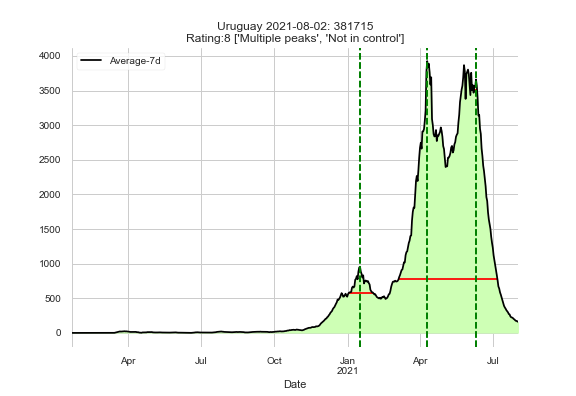 Uruguay 2021-08-02: 381715
Rating:8 ['Multiple peaks', 'Not in control']
Average-7d
4000
3500
3000
2500
2000
1500
1000
500
0
Apr
Jul
Oct
Jan
2021
Apr
Jul
Date